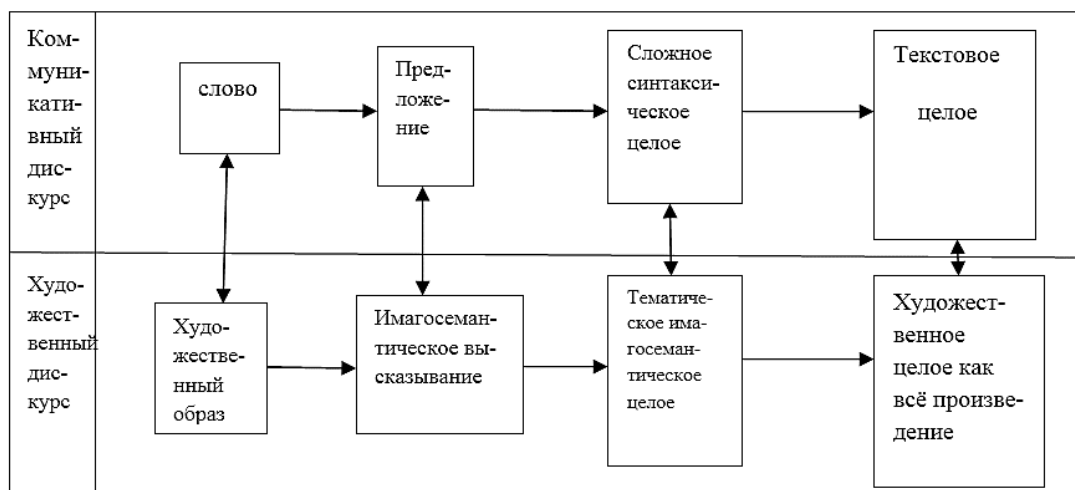 Ком-
муни-
кати-
вный
дис-
курс
слово
Пред-
ложе-
ние
Сложное
синтакси-
ческое
целое
Текстовое
целое
Худо-
жест-
венный
дис-
курс
Худо-
жестве-
нный
образ
Имагосеман-
тическое вы-
сказывание
Тематиче-
ское има-
госеман-
тическое
целое
Художест-
венное
целое как
всё произве-
дение